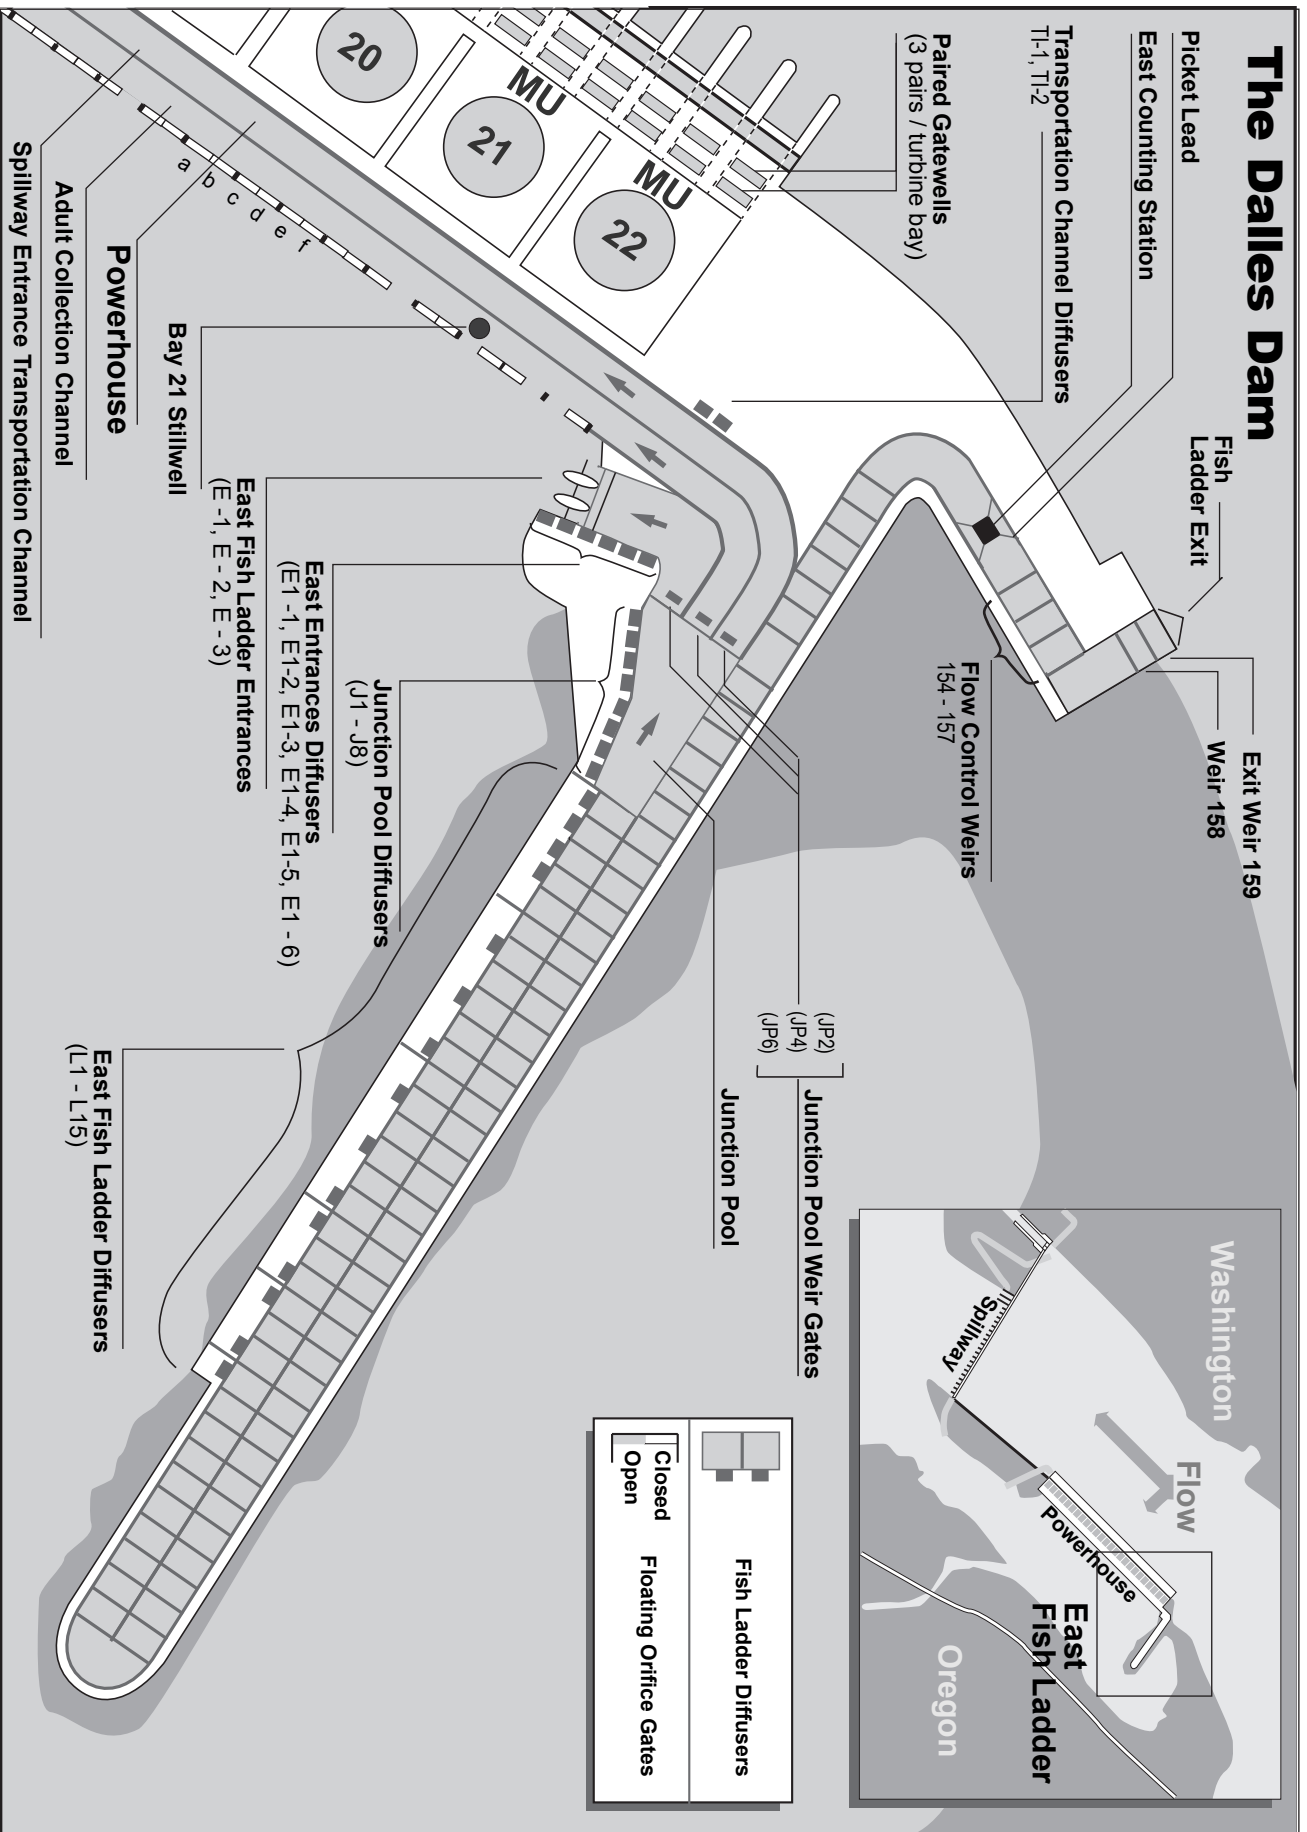 The Dalles Dam
Picket Lead
East Counting Station
Transportation Channel Diffusers
TI-1, TI-2
Paired Gatewells
(3 pairs / turbine bay)
Fish
Ladder Exit
Exit Weir 159
Weir 158
Flow Control Weirs
154 - 157
MU
MU
20
21
22
a
b
c
d
e
f
(JP2)
(JP4)
(JP6)
Junction Pool Weir Gates
Junction Pool
Bay 21 Stillwell
Powerhouse
Adult Collection Channel
Spillway Entrance Transportation Channel
Junction Pool Diffusers
(J1 - J8)
East Entrances Diffusers
(E1 -1, E1-2, E1-3, E1-4, E1-5, E1 - 6)
East Fish Ladder Entrances
(E -1, E - 2, E - 3)
East Fish Ladder Diffusers
(L1 - L15)
Washington
Flow
Spillway
Powerhouse
East
Fish Ladder
Oregon
Fish Ladder Diffusers
Closed
Open
Floating Orifice Gates